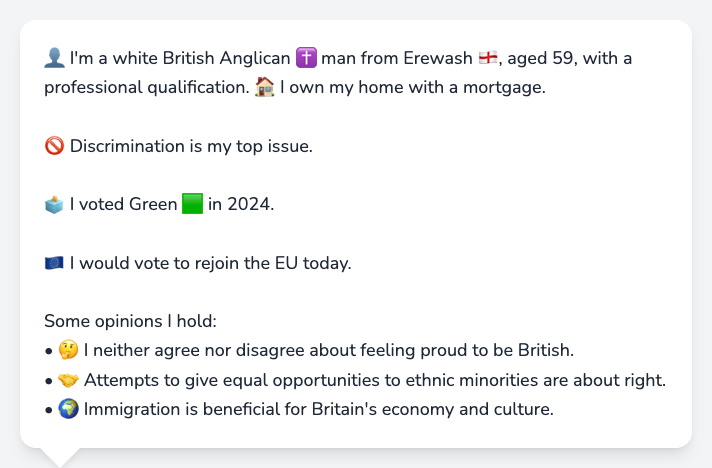 👤 I'm a white British Anglican ✝️ man from Erewash 🏴󠁧󠁢󠁥󠁮󠁧󠁿, aged 59, with a
professional qualification. 🏠 I own my home with a mortgage.
🚫 Discrimination is my top issue.
🗳️ I voted Green 🟩 in 2024.
🇪🇺 I would vote to rejoin the EU today.
Some opinions I hold:
• 🤔 I neither agree nor disagree about feeling proud to be British.
• 🤝 Attempts to give equal opportunities to ethnic minorities are about right.
• 🌍 Immigration is beneficial for Britain's economy and culture.